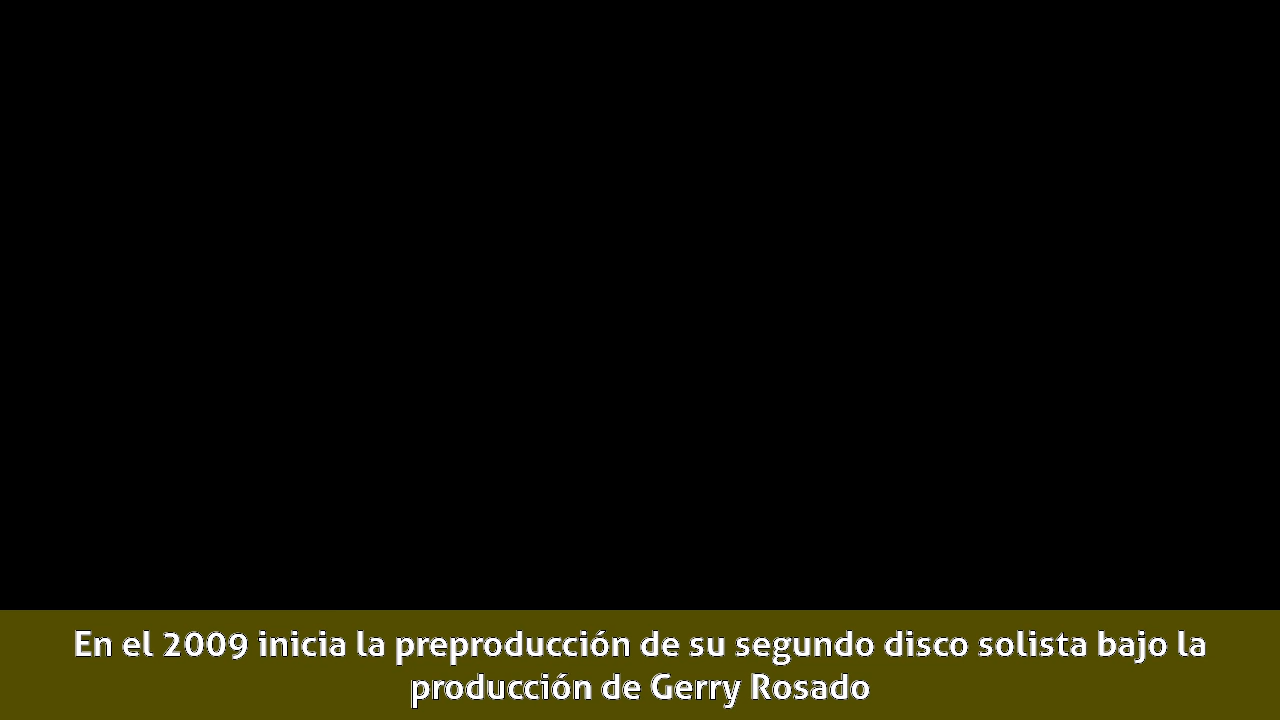 En el 2009 inicia la preproducción de su segundo disco solista bajo la
producción de Gerry Rosado